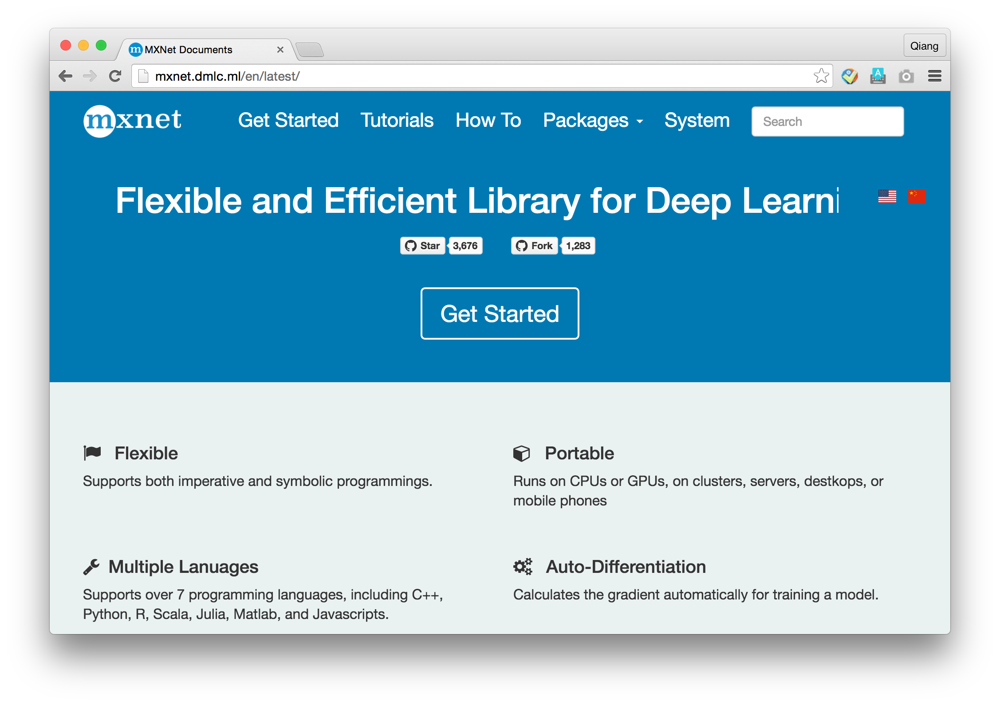 MXNet Documents
Qiang
mxnet.dmlc.ml/en/latest/
mxnet Get Started Tutorials How To Packages System Search
Flexible and Efficient Library for Deep Learni
Star 3,676 Fork 1,283
Get Started
Flexible
Supports both imperative and symbolic programmings.
Portable
Runs on CPUs or GPUs, on clusters, servers, destkops, or
mobile phones
Multiple Lanuages
Supports over 7 programming languages, including C++,
Python, R, Scala, Julia, Matlab, and Javascripts.
Auto-Differentiation
Calculates the gradient automatically for training a model.